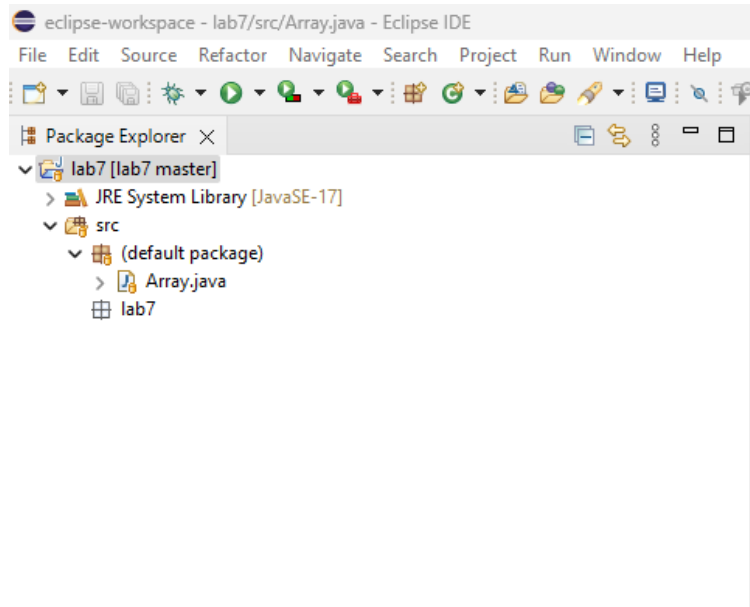 eclipse-workspace - lab7/src/Array.java - Eclipse IDE
File Edit Source Refactor Navigate Search Project Run Window Help
Package Explorer
lab7 [lab7 master]
JRE System Library [JavaSE-17]
src
(default package)
Array.java
lab7